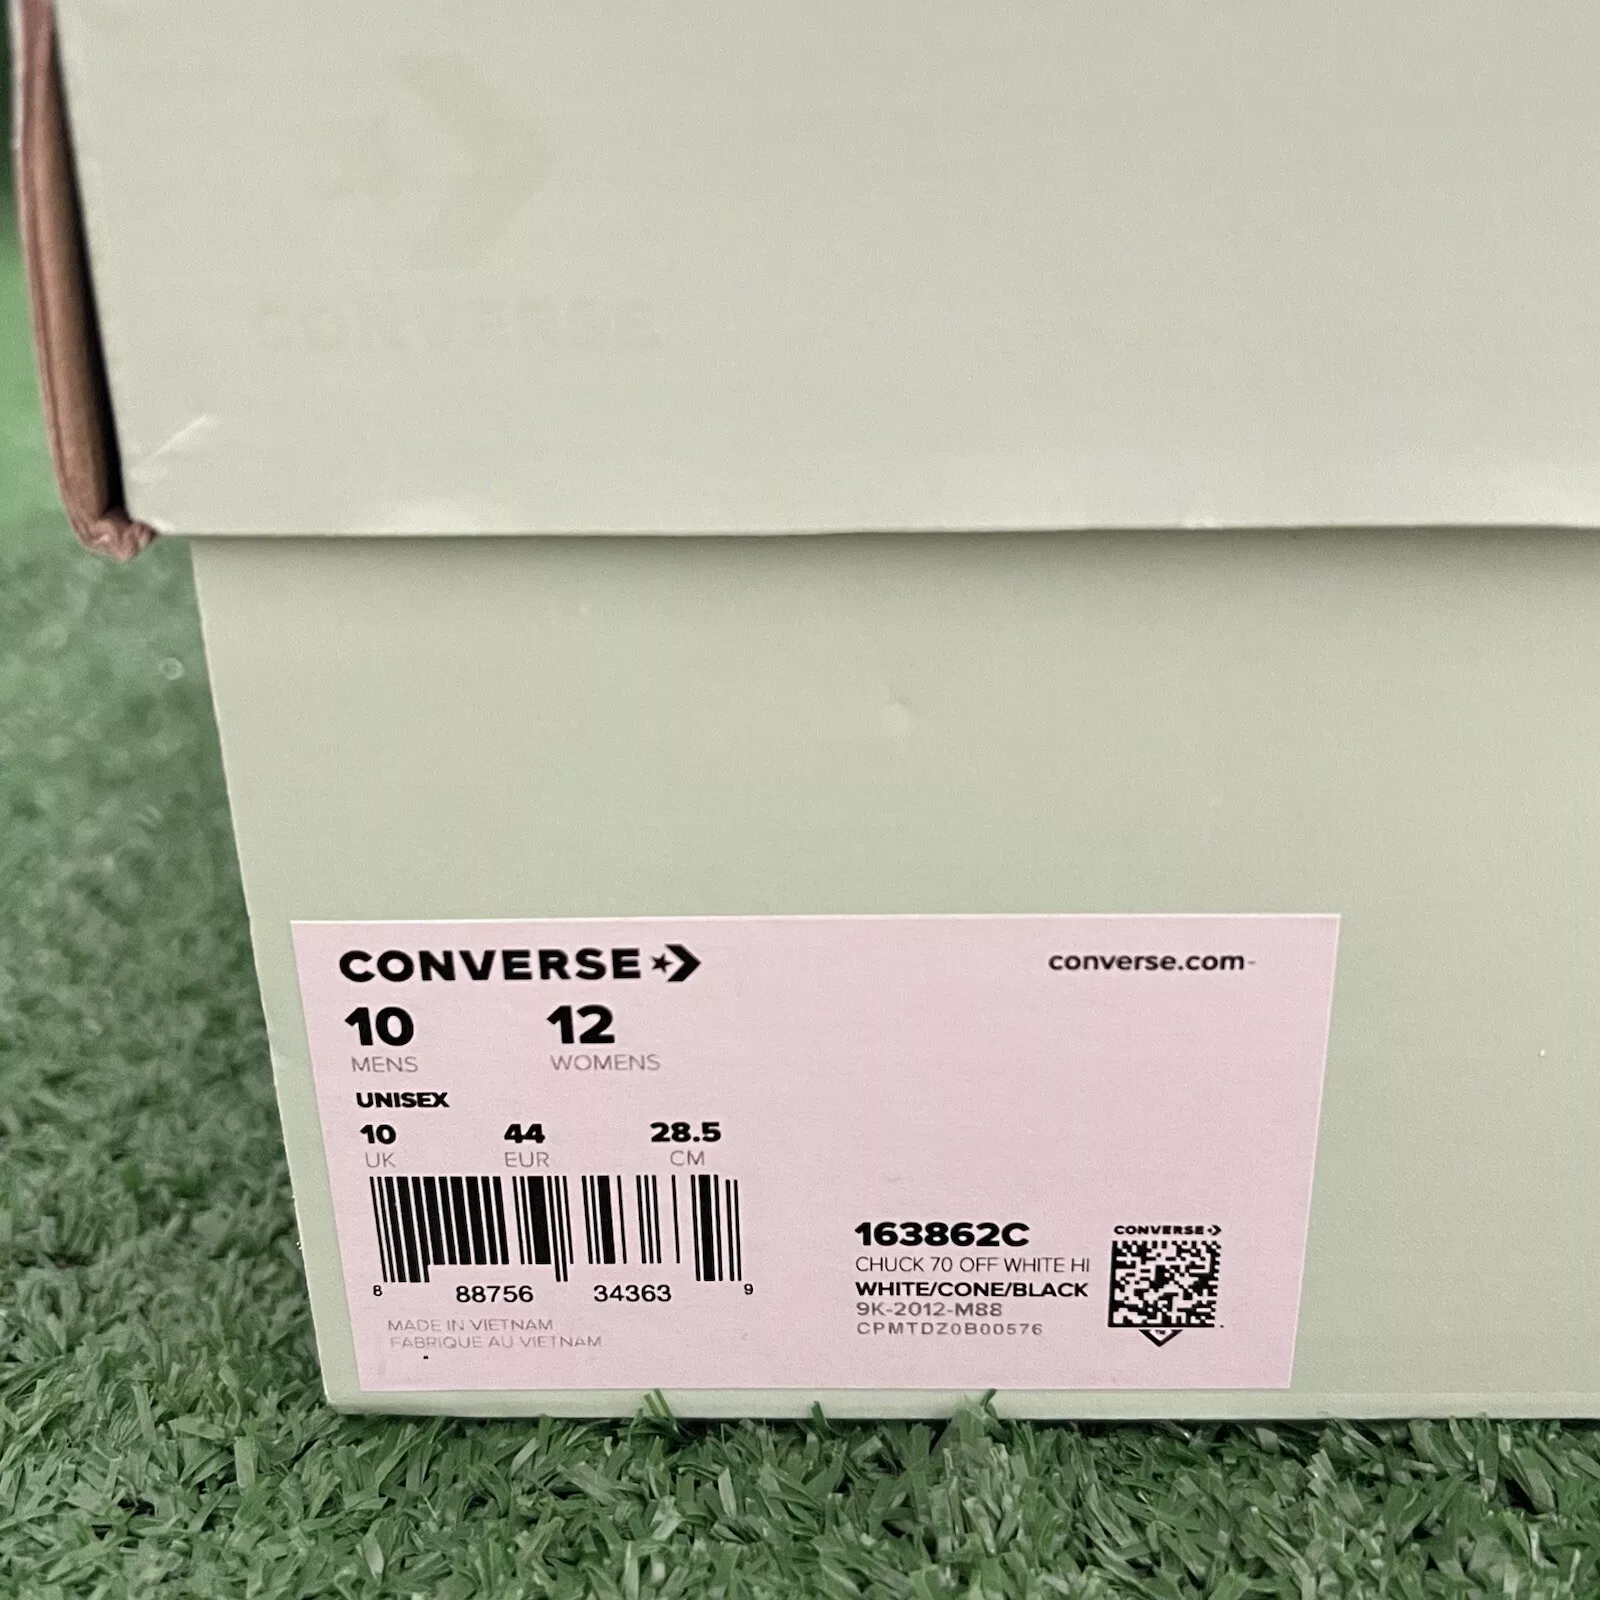 CONVERSE
CONVERSE
converse.com
10 12
MENS WOMENS
UNISEX
10 44 28.5
UK EUR CM
8 88756 34363 9
MADE IN VIETNAM
FABRIQUE AU VIETNAM
163862C
CHUCK 70 OFF WHITE HI
WHITE/CONE/BLACK
9K-2012-M88
CPMTDZ0B00576
CONVERSE
TM